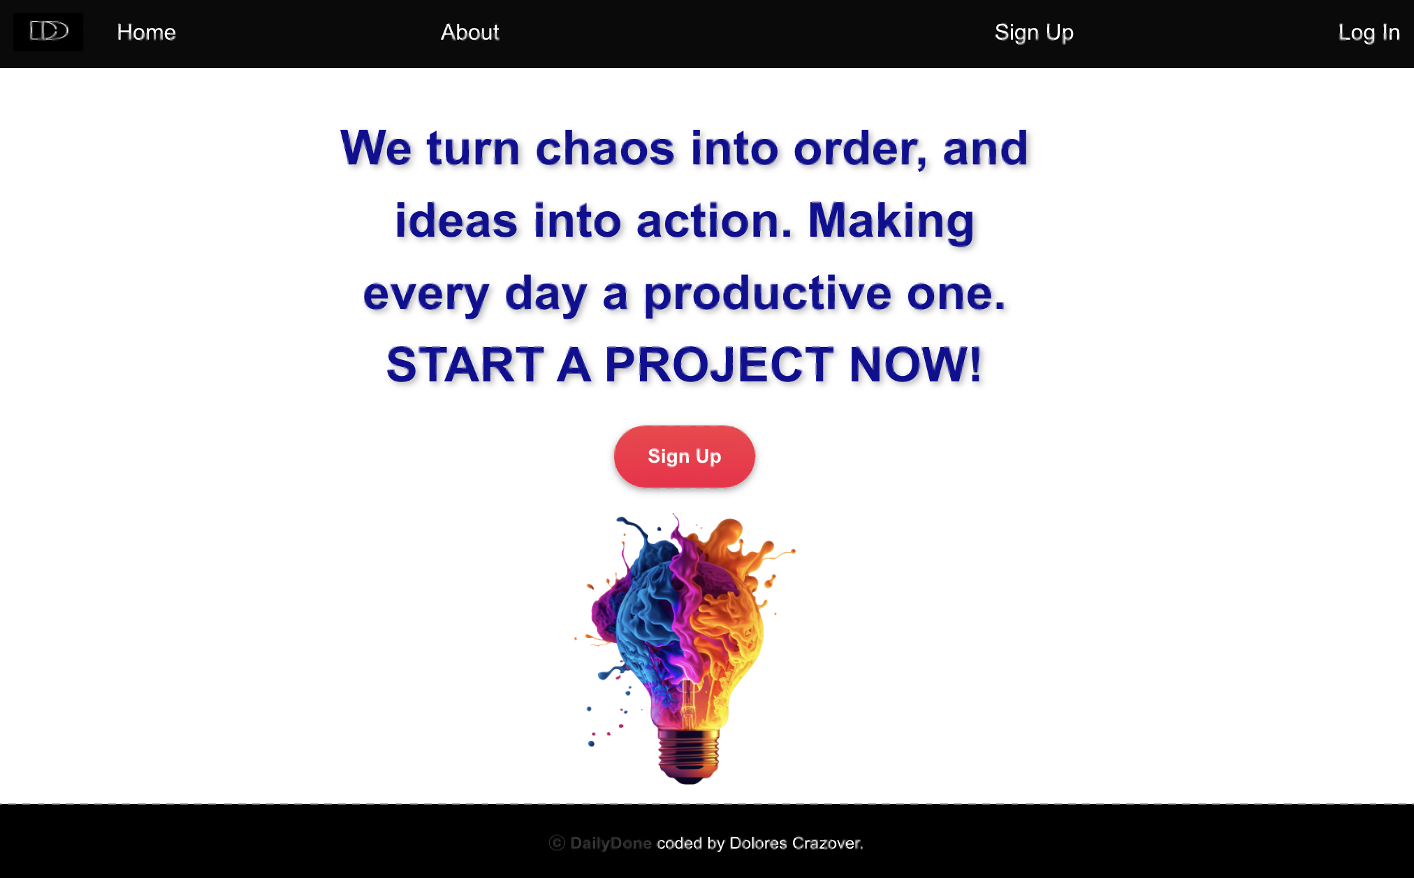 DD
Home About Sign Up Log In
We turn chaos into order, and
ideas into action. Making
every day a productive one.
START A PROJECT NOW!
Sign Up
© DailyDone coded by Dolores Crazover.